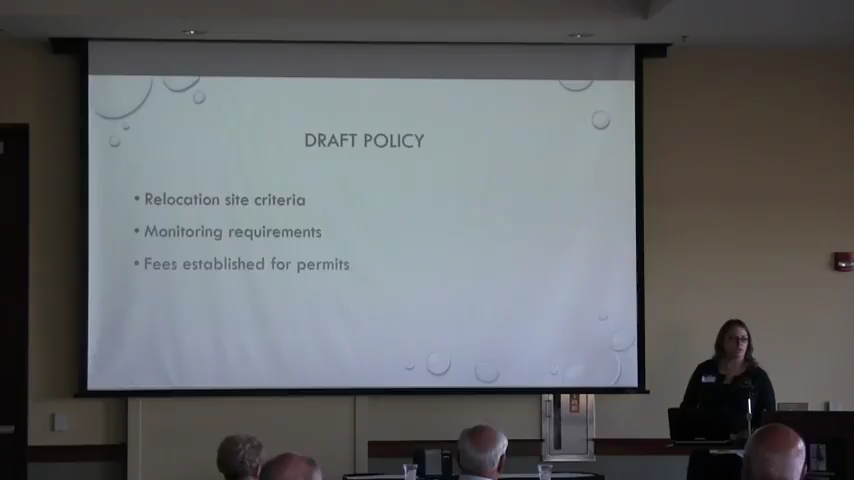 DRAFT POLICY
• Relocation site criteria
• Monitoring requirements
• Fees established for permits